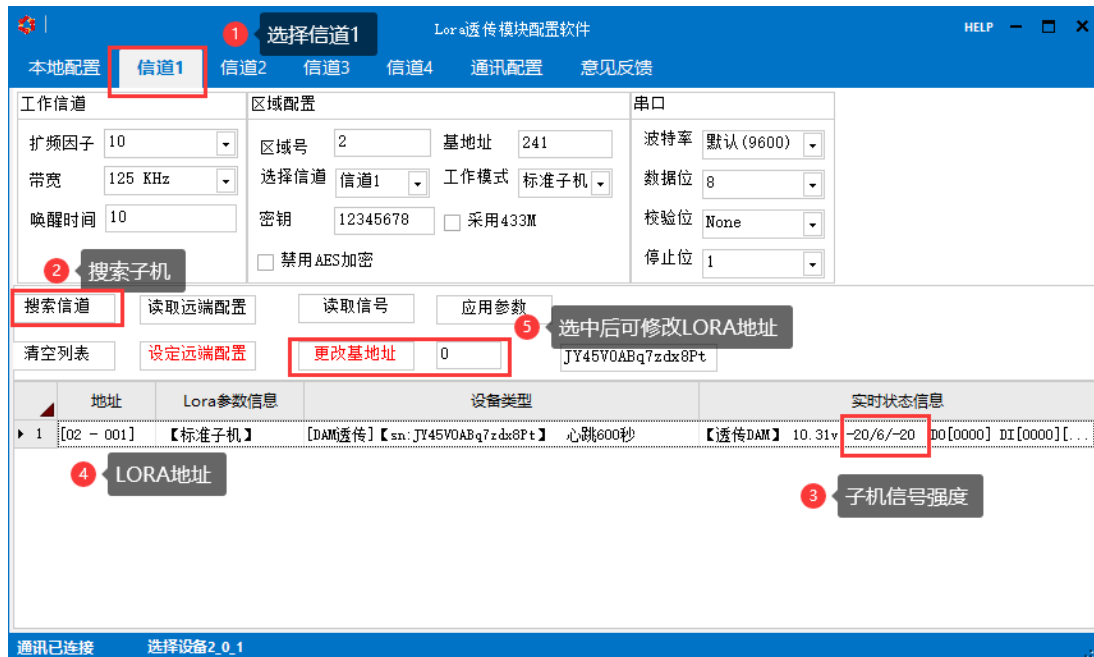 1 选择信道1
Lora透传模块配置软件
HELP
本地配置 信道1 信道2 信道3 信道4 通讯配置 意见反馈
工作信道 区域配置 串口
扩频因子 10 区域号 2 基地址 241 波特率 默认(9600)
带宽 125 KHz 选择信道 信道1 工作模式 标准子机 数据位 8
唤醒时间 10 密钥 12345678 采用433M 校验位 None
禁用AES加密 停止位 1
2 搜索子机
搜索信道 读取远端配置 读取信号 应用参数
5 选中后可修改LORA地址
清空列表 设定远端配置 更改基地址 0 JY45V0ABq7zdx8Pt
地址 Lora参数信息 设备类型 实时状态信息
1 [02 - 001] 【标准子机】 [DAM透传]【sn:JY45V0ABq7zdx8Pt】 心跳600秒 【透传DAM】 10.31v -20/6/-20 DO[0000] DI[0000][...
4 LORA地址
3 子机信号强度
通讯已连接 选择设备2_0_1